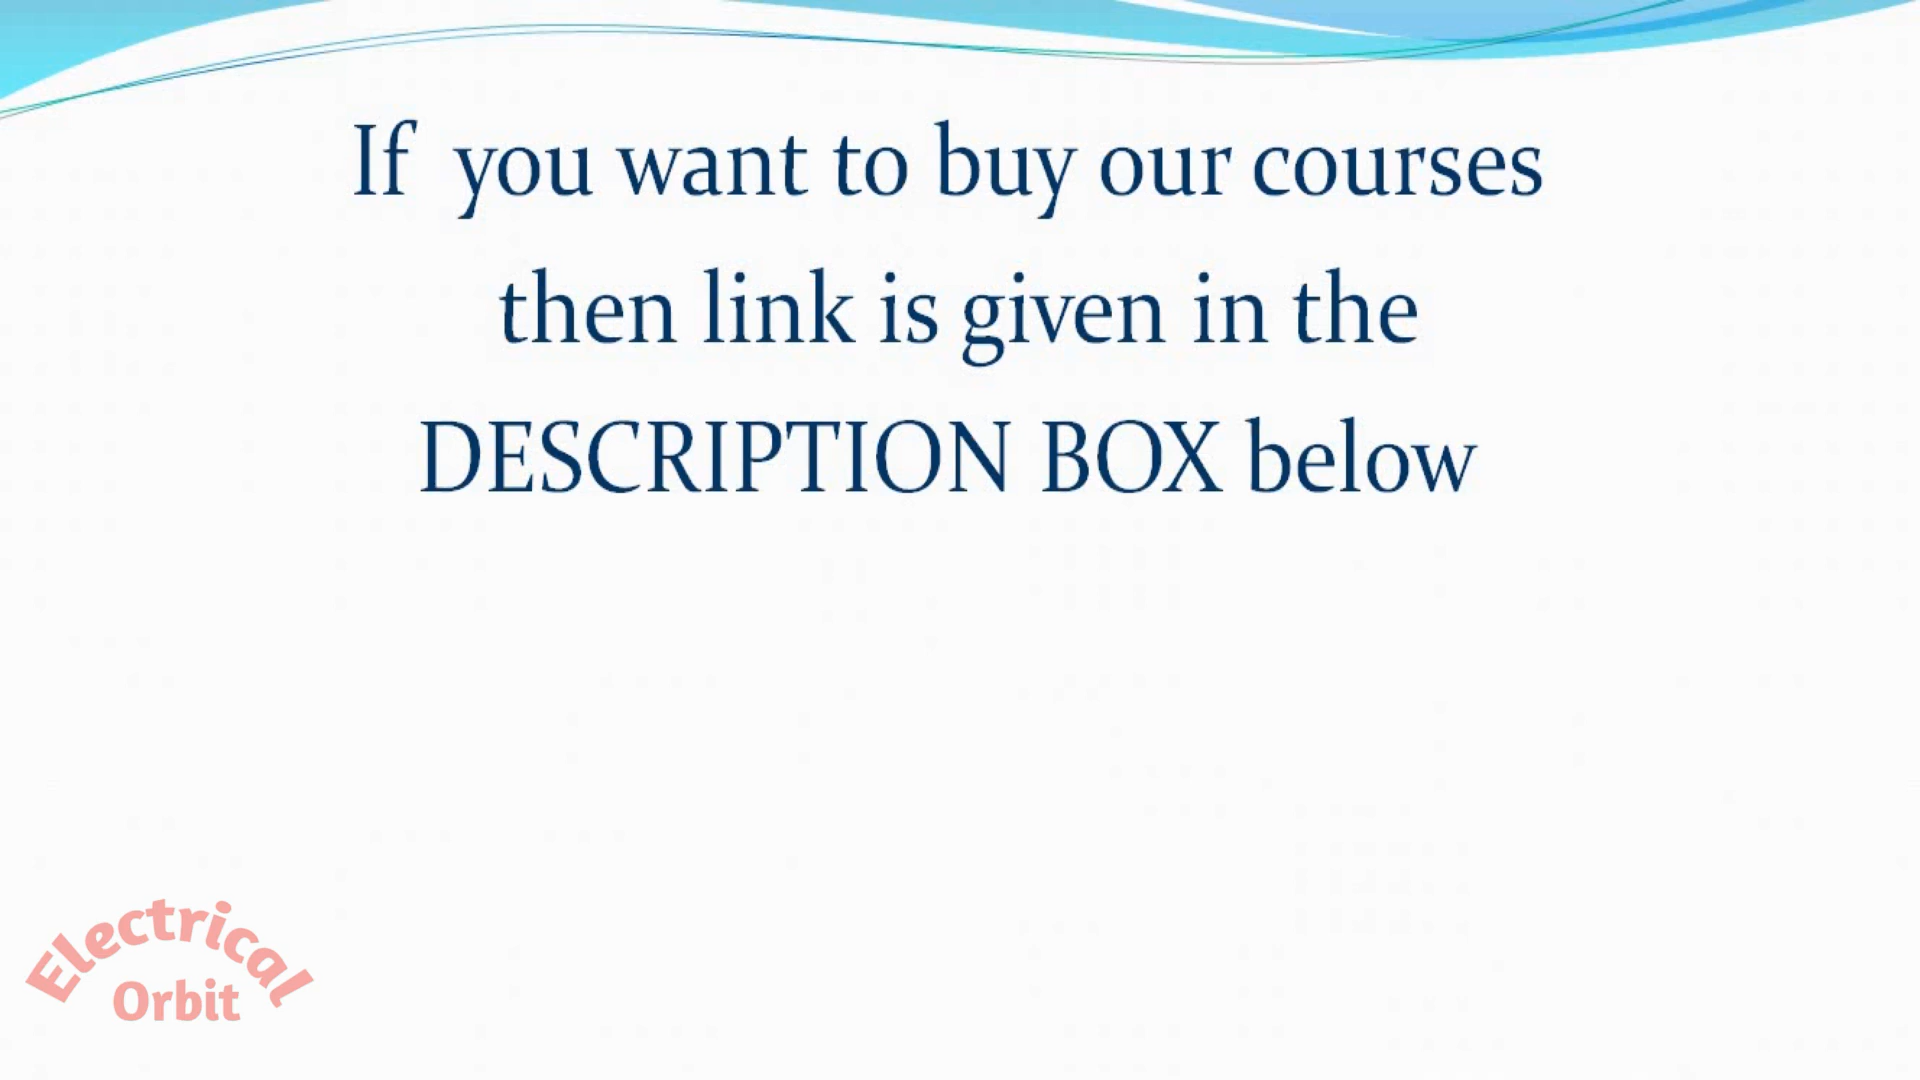 If you want to buy our courses
then link is given in the
DESCRIPTION BOX below
Electrical
Orbit